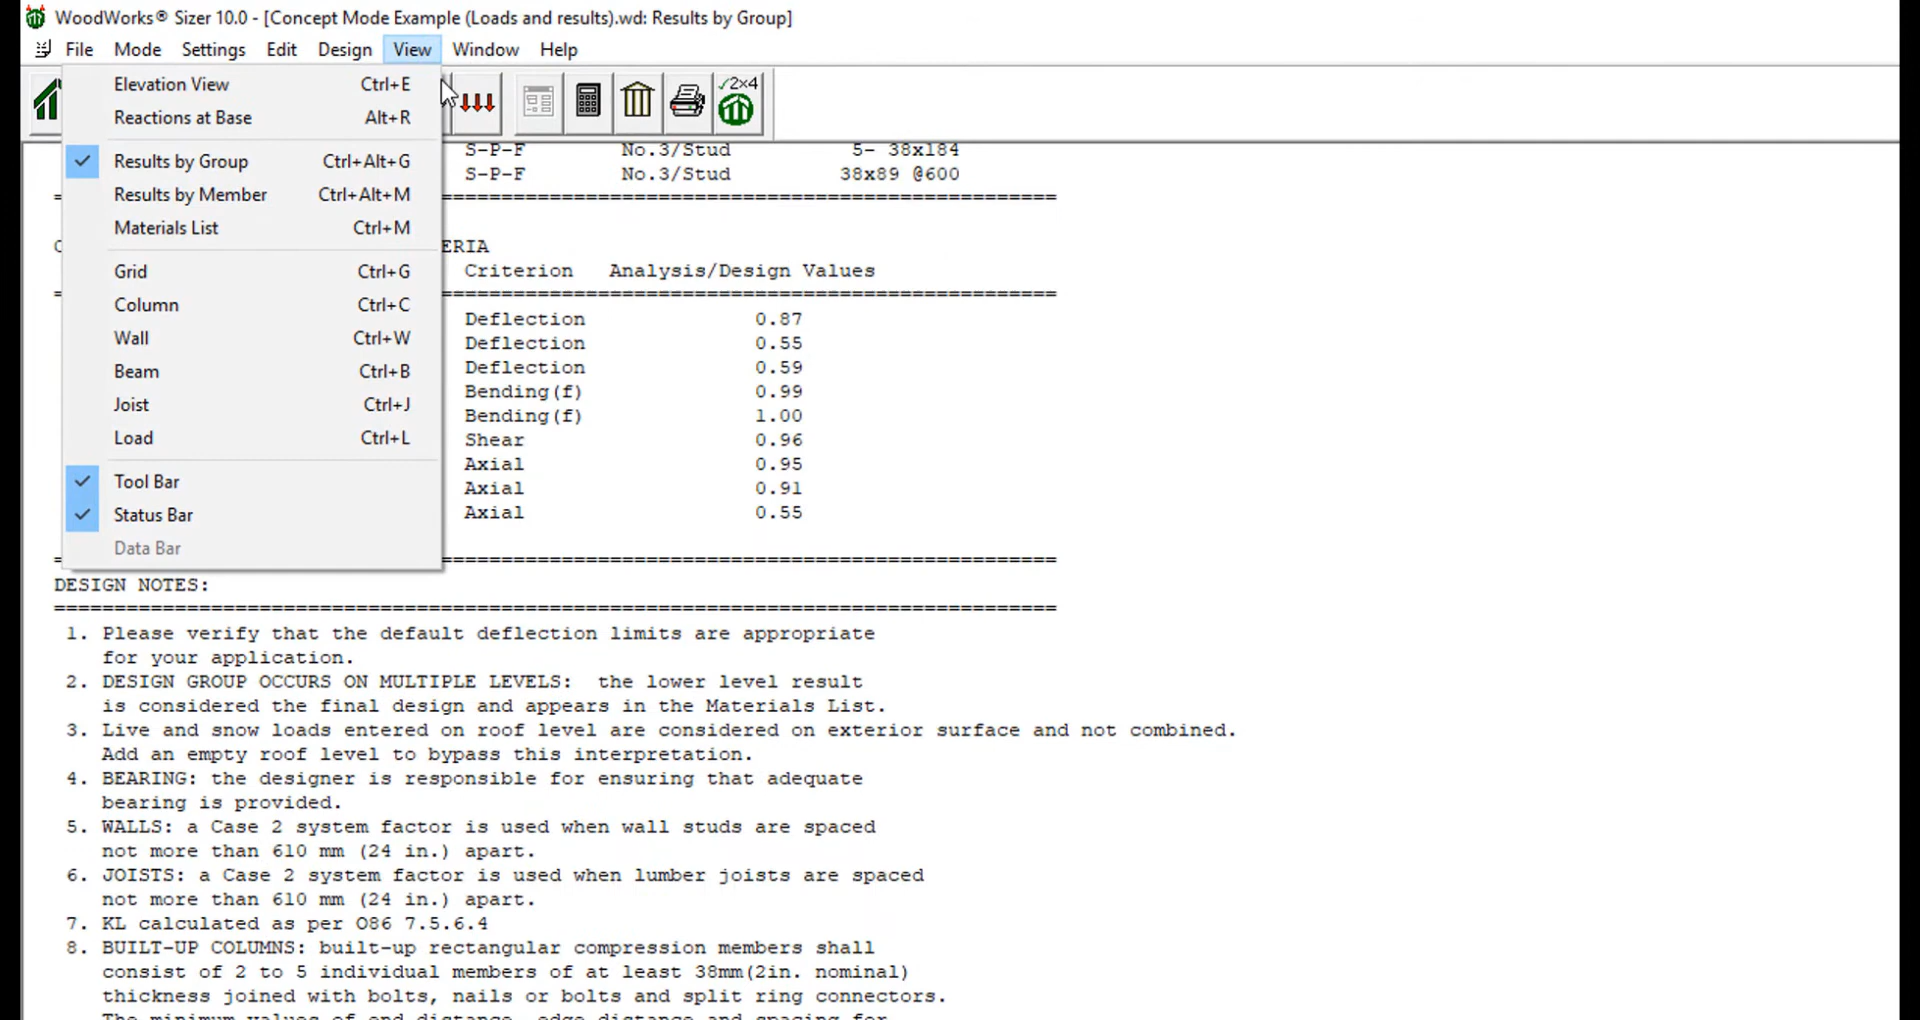 WoodWorks® Sizer 10.0 - [Concept Mode Example (Loads and results).wd: Results by Group]
File Mode Settings Edit Design View Window Help
Elevation View Ctrl+E
Reactions at Base Alt+R
Results by Group Ctrl+Alt+G
Results by Member Ctrl+Alt+M
Materials List Ctrl+M
Grid Ctrl+G
Column Ctrl+C
Wall Ctrl+W
Beam Ctrl+B
Joist Ctrl+J
Load Ctrl+L
Tool Bar
Status Bar
Data Bar
2×4
S-P-F No.3/Stud 5- 38x184
S-P-F No.3/Stud 38x89 @600
ERIA
Criterion Analysis/Design Values
Deflection 0.87
Deflection 0.55
Deflection 0.59
Bending(f) 0.99
Bending(f) 1.00
Shear 0.96
Axial 0.95
Axial 0.91
Axial 0.55
DESIGN NOTES:
1. Please verify that the default deflection limits are appropriate
for your application.
2. DESIGN GROUP OCCURS ON MULTIPLE LEVELS: the lower level result
is considered the final design and appears in the Materials List.
3. Live and snow loads entered on roof level are considered on exterior surface and not combined.
Add an empty roof level to bypass this interpretation.
4. BEARING: the designer is responsible for ensuring that adequate
bearing is provided.
5. WALLS: a Case 2 system factor is used when wall studs are spaced
not more than 610 mm (24 in.) apart.
6. JOISTS: a Case 2 system factor is used when lumber joists are spaced
not more than 610 mm (24 in.) apart.
7. KL calculated as per O86 7.5.6.4
8. BUILT-UP COLUMNS: built-up rectangular compression members shall
consist of 2 to 5 individual members of at least 38mm(2in. nominal)
thickness joined with bolts, nails or bolts and split ring connectors.
The minimum values of end distance, edge distance and spacing for